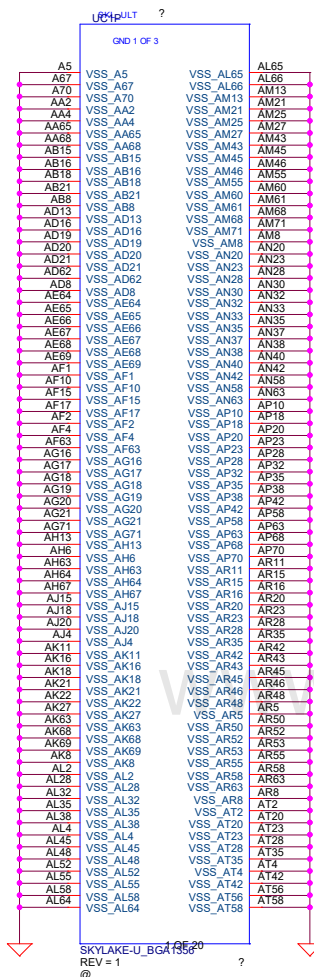 SKL_ULT
UC1P
?
GND 1 OF 3
A5 VSS_A5 VSS_AL65 AL65
A67 VSS_A67 VSS_AL66 AL66
A70 VSS_A70 VSS_AM13 AM13
AA2 VSS_AA2 VSS_AM21 AM21
AA4 VSS_AA4 VSS_AM25 AM25
AA65 VSS_AA65 VSS_AM27 AM27
AA68 VSS_AA68 VSS_AM43 AM43
AB15 VSS_AB15 VSS_AM45 AM45
AB16 VSS_AB16 VSS_AM46 AM46
AB18 VSS_AB18 VSS_AM55 AM55
AB21 VSS_AB21 VSS_AM60 AM60
AB8 VSS_AB8 VSS_AM61 AM61
AD13 VSS_AD13 VSS_AM68 AM68
AD16 VSS_AD16 VSS_AM71 AM71
AD19 VSS_AD19 VSS_AM8 AM8
AD20 VSS_AD20 VSS_AN20 AN20
AD21 VSS_AD21 VSS_AN23 AN23
AD62 VSS_AD62 VSS_AN28 AN28
AD8 VSS_AD8 VSS_AN30 AN30
AE64 VSS_AE64 VSS_AN32 AN32
AE65 VSS_AE65 VSS_AN33 AN33
AE66 VSS_AE66 VSS_AN35 AN35
AE67 VSS_AE67 VSS_AN37 AN37
AE68 VSS_AE68 VSS_AN38 AN38
AE69 VSS_AE69 VSS_AN40 AN40
AF1 VSS_AF1 VSS_AN42 AN42
AF10 VSS_AF10 VSS_AN58 AN58
AF15 VSS_AF15 VSS_AN63 AN63
AF17 VSS_AF17 VSS_AP10 AP10
AF2 VSS_AF2 VSS_AP18 AP18
AF4 VSS_AF4 VSS_AP20 AP20
AF63 VSS_AF63 VSS_AP23 AP23
AG16 VSS_AG16 VSS_AP28 AP28
AG17 VSS_AG17 VSS_AP32 AP32
AG18 VSS_AG18 VSS_AP35 AP35
AG19 VSS_AG19 VSS_AP38 AP38
AG20 VSS_AG20 VSS_AP42 AP42
AG21 VSS_AG21 VSS_AP58 AP58
AG71 VSS_AG71 VSS_AP63 AP63
AH13 VSS_AH13 VSS_AP68 AP68
AH6 VSS_AH6 VSS_AP70 AP70
AH63 VSS_AH63 VSS_AR11 AR11
AH64 VSS_AH64 VSS_AR15 AR15
AH67 VSS_AH67 VSS_AR16 AR16
AJ15 VSS_AJ15 VSS_AR20 AR20
AJ18 VSS_AJ18 VSS_AR23 AR23
AJ20 VSS_AJ20 VSS_AR28 AR28
AJ4 VSS_AJ4 VSS_AR35 AR35
AK11 VSS_AK11 VSS_AR42 AR42
AK16 VSS_AK16 VSS_AR43 AR43
AK18 VSS_AK18 VSS_AR45 AR45
AK21 VSS_AK21 VSS_AR46 AR46
AK22 VSS_AK22 VSS_AR48 AR48
AK27 VSS_AK27 VSS_AR5 AR5
AK63 VSS_AK63 VSS_AR50 AR50
AK68 VSS_AK68 VSS_AR52 AR52
AK69 VSS_AK69 VSS_AR53 AR53
AK8 VSS_AK8 VSS_AR55 AR55
AL2 VSS_AL2 VSS_AR58 AR58
AL28 VSS_AL28 VSS_AR63 AR63
AL32 VSS_AL32 VSS_AR8 AR8
AL35 VSS_AL35 VSS_AT2 AT2
AL38 VSS_AL38 VSS_AT20 AT20
AL4 VSS_AL4 VSS_AT23 AT23
AL45 VSS_AL45 VSS_AT28 AT28
AL48 VSS_AL48 VSS_AT35 AT35
AL52 VSS_AL52 VSS_AT4 AT4
AL55 VSS_AL55 VSS_AT42 AT42
AL58 VSS_AL58 VSS_AT56 AT56
AL64 VSS_AL64 VSS_AT58 AT58
1 OF 20
SKYLAKE-U_BGA1356
REV = 1 ?
@